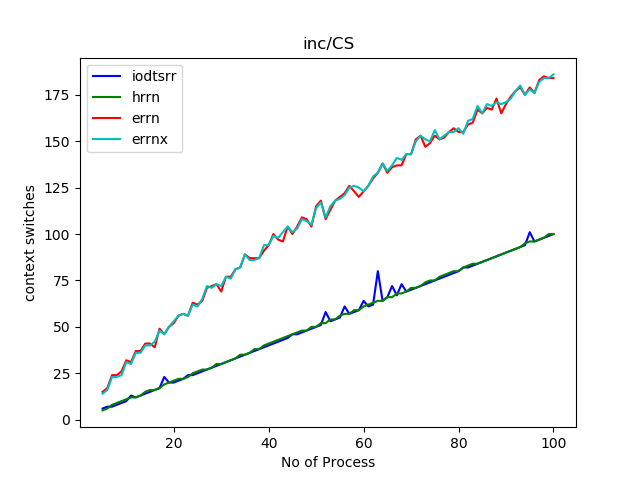 inc/CS
iodtsrr
hrrn
errn
errnx
context switches
175
150
125
100
75
50
25
0
20 40 60 80 100
No of Process